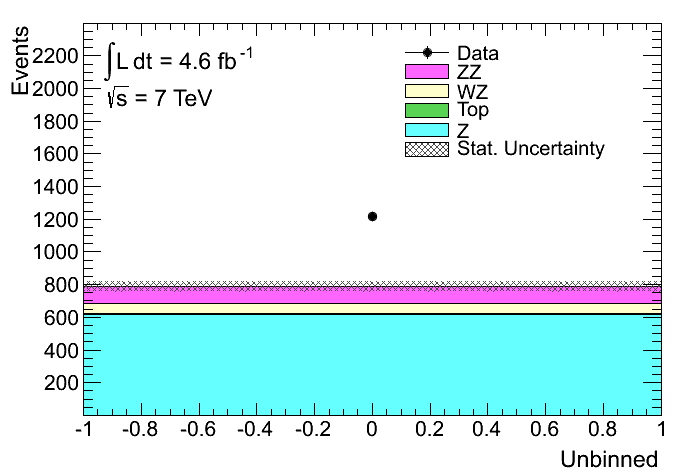 Events
∫L dt = 4.6 fb⁻¹
√s = 7 TeV
Data
ZZ
WZ
Top
Z
Stat. Uncertainty
2200
2000
1800
1600
1400
1200
1000
800
600
400
200
-1 -0.8 -0.6 -0.4 -0.2 0 0.2 0.4 0.6 0.8 1
Unbinned